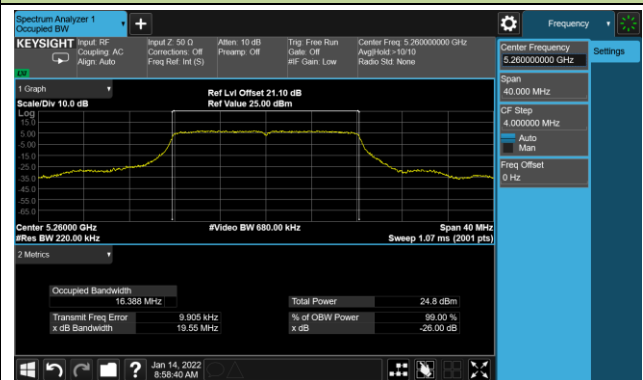 Spectrum Analyzer 1
Occupied BW
Frequency
KEYSIGHT
Input: RF
Coupling: AC
Align: Auto
Input Z: 50 Ω
Corrections: Off
Freq Ref: Int (S)
Atten: 10 dB
Preamp: Off
Trig: Free Run
Gate: Off
#IF Gain: Low
Center Freq: 5.260000000 GHz
Avg|Hold:>10/10
Radio Std: None
Center Frequency
5.260000000 GHz
Settings
Span
40.000 MHz
CF Step
4.000000 MHz
Auto
Man
Freq Offset
0 Hz
1 Graph
Scale/Div 10.0 dB
Ref Lvl Offset 21.10 dB
Ref Value 25.00 dBm
Log
15.0
5.00
-5.00
-15.0
-25.0
-35.0
-45.0
-55.0
-65.0
Center 5.26000 GHz
#Video BW 680.00 kHz
Span 40 MHz
#Res BW 220.00 kHz
Sweep 1.07 ms (2001 pts)
2 Metrics
Occupied Bandwidth
16.388 MHz
Total Power 24.8 dBm
Transmit Freq Error 9.905 kHz
% of OBW Power 99.00 %
x dB Bandwidth 19.55 MHz
x dB -26.00 dB
Jan 14, 2022
8:58:40 AM